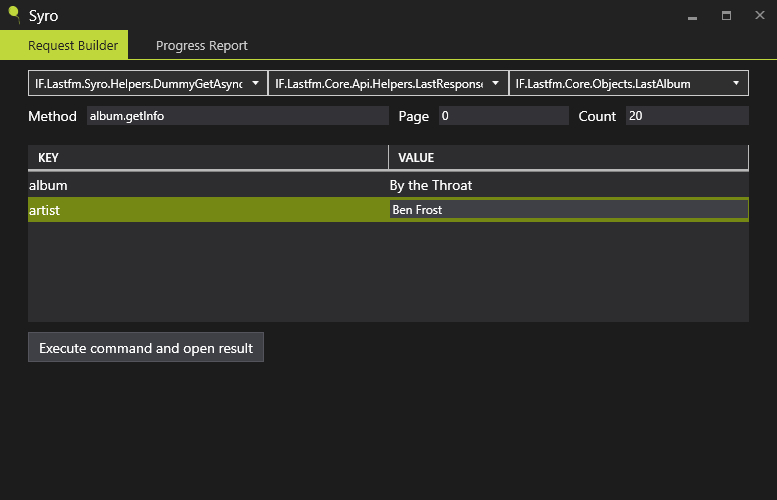 Syro
Request Builder Progress Report
IF.Lastfm.Syro.Helpers.DummyGetAsync IF.Lastfm.Core.Api.Helpers.LastResponse IF.Lastfm.Core.Objects.LastAlbum
Method album.getInfo Page 0 Count 20
KEY VALUE
album By the Throat
artist Ben Frost
Execute command and open result